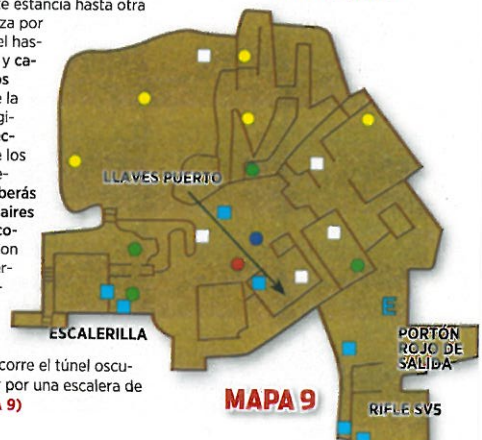 e estancia hasta otra
za por
el has-
y ca-
os
e la
gi-
c-
e los
e-
berás
aires
co-
on
er-
-
LLAVES PUERTO
ESCALERILLA
E
PORTÓN
ROJO DE
SALIDA
RIFLE SV5
MAPA 9
corre el túnel oscu-
por una escalera de
A 9)